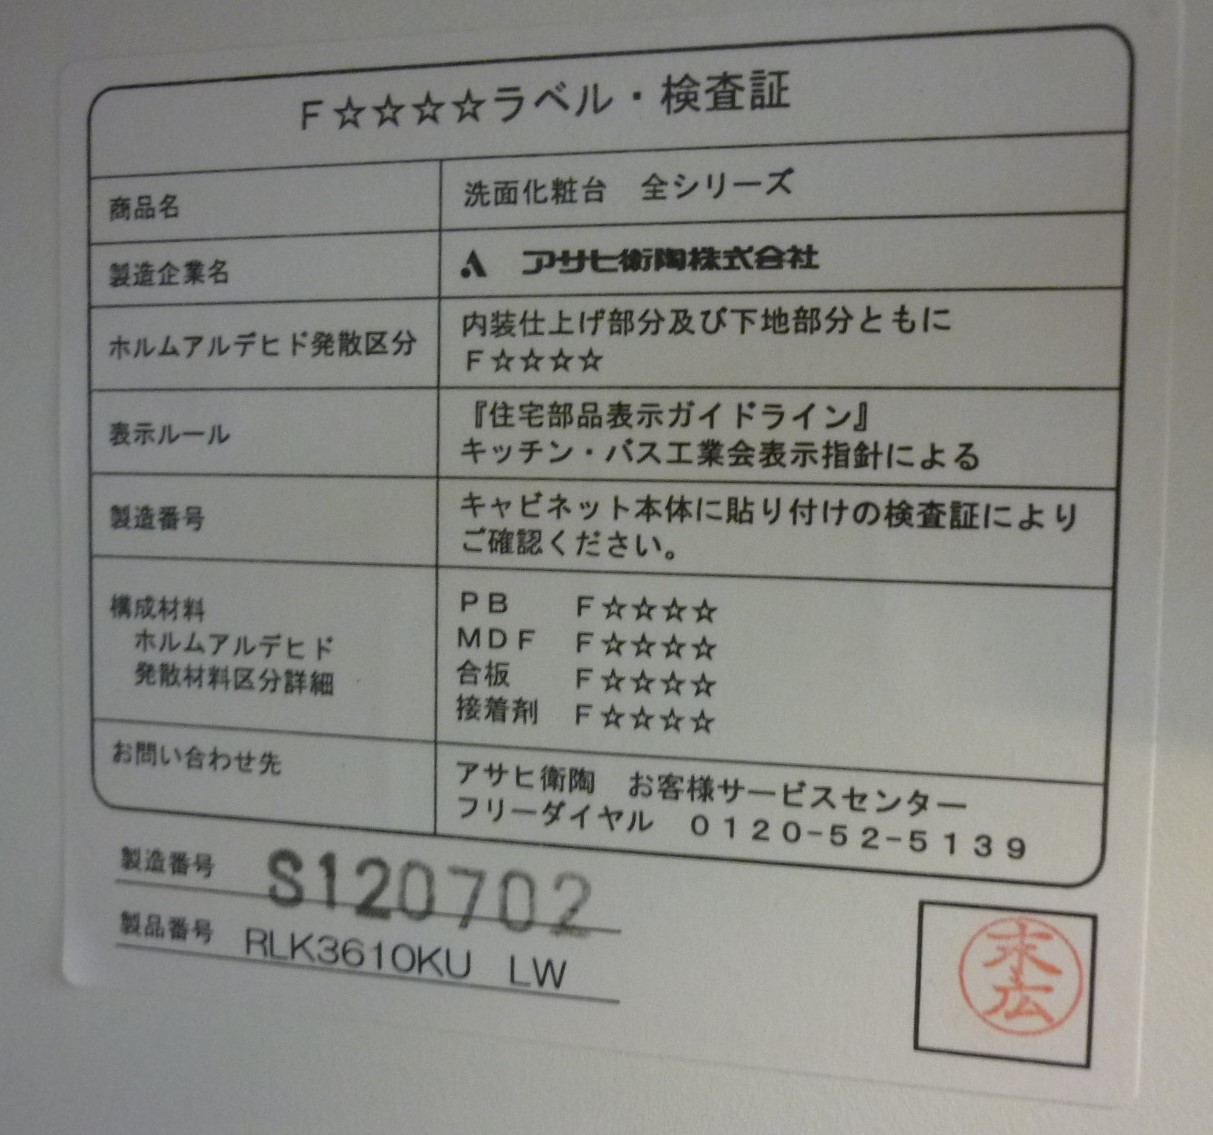 F☆☆☆☆ラベル・検査証
商品名
洗面化粧台 全シリーズ
製造企業名
アサヒ衛陶株式会社
ホルムアルデヒド発散区分
内装仕上げ部分及び下地部分ともに
F☆☆☆☆
表示ルール
『住宅部品表示ガイドライン』
キッチン・バス工業会表示指針による
製造番号
キャビネット本体に貼り付けの検査証により
ご確認ください。
構成材料
ホルムアルデヒド
発散材料区分詳細
PB F☆☆☆☆
MDF F☆☆☆☆
合板 F☆☆☆☆
接着剤 F☆☆☆☆
お問い合わせ先
アサヒ衛陶 お客様サービスセンター
フリーダイヤル 0120-52-5139
製造番号 S120702
製品番号 RLK3610KU LW
末広